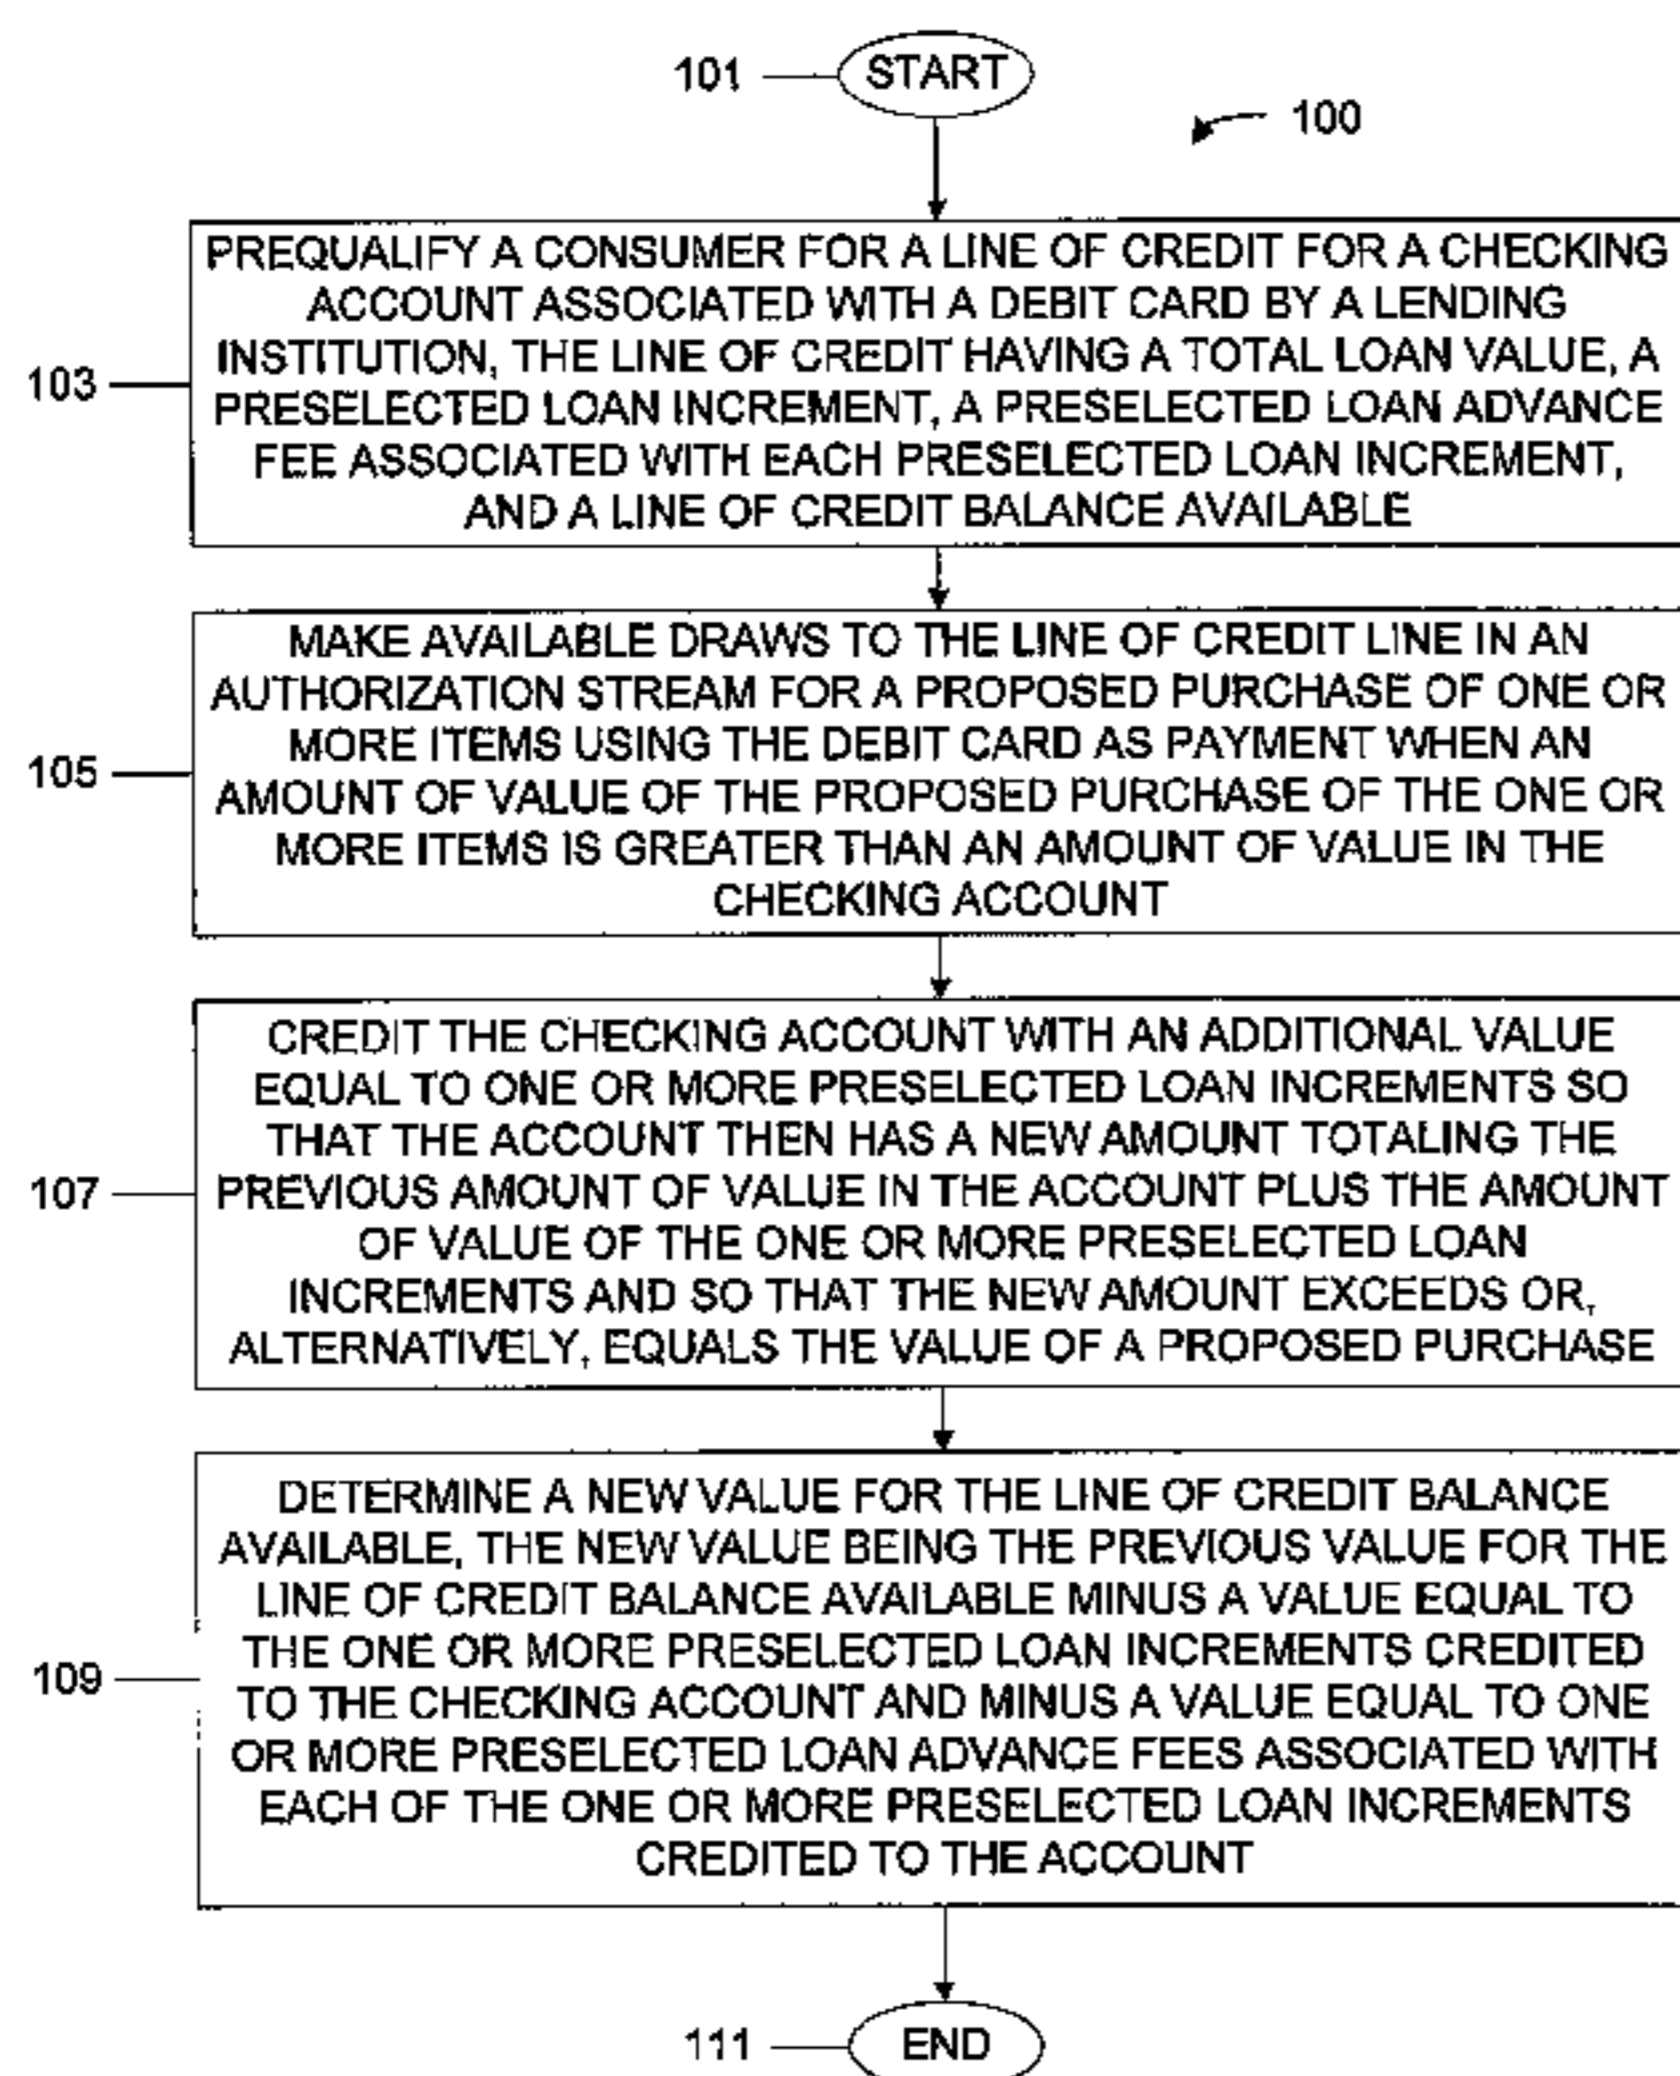 101 START
100
PREQUALIFY A CONSUMER FOR A LINE OF CREDIT FOR A CHECKING
ACCOUNT ASSOCIATED WITH A DEBIT CARD BY A LENDING
INSTITUTION, THE LINE OF CREDIT HAVING A TOTAL LOAN VALUE, A
103
PRESELECTED LOAN INCREMENT, A PRESELECTED LOAN ADVANCE
FEE ASSOCIATED WITH EACH PRESELECTED LOAN INCREMENT,
AND A LINE OF CREDIT BALANCE AVAILABLE
MAKE AVAILABLE DRAWS TO THE LINE OF CREDIT LINE IN AN
AUTHORIZATION STREAM FOR A PROPOSED PURCHASE OF ONE OR
MORE ITEMS USING THE DEBIT CARD AS PAYMENT WHEN AN
105
AMOUNT OF VALUE OF THE PROPOSED PURCHASE OF THE ONE OR
MORE ITEMS IS GREATER THAN AN AMOUNT OF VALUE IN THE
CHECKING ACCOUNT
CREDIT THE CHECKING ACCOUNT WITH AN ADDITIONAL VALUE
EQUAL TO ONE OR MORE PRESELECTED LOAN INCREMENTS SO
THAT THE ACCOUNT THEN HAS A NEW AMOUNT TOTALING THE
107
PREVIOUS AMOUNT OF VALUE IN THE ACCOUNT PLUS THE AMOUNT
OF VALUE OF THE ONE OR MORE PRESELECTED LOAN
INCREMENTS AND SO THAT THE NEW AMOUNT EXCEEDS OR,
ALTERNATIVELY, EQUALS THE VALUE OF A PROPOSED PURCHASE
DETERMINE A NEW VALUE FOR THE LINE OF CREDIT BALANCE
AVAILABLE, THE NEW VALUE BEING THE PREVIOUS VALUE FOR THE
LINE OF CREDIT BALANCE AVAILABLE MINUS A VALUE EQUAL TO
THE ONE OR MORE PRESELECTED LOAN INCREMENTS CREDITED
109
TO THE CHECKING ACCOUNT AND MINUS A VALUE EQUAL TO ONE
OR MORE PRESELECTED LOAN ADVANCE FEES ASSOCIATED WITH
EACH OF THE ONE OR MORE PRESELECTED LOAN INCREMENTS
CREDITED TO THE ACCOUNT
111 END